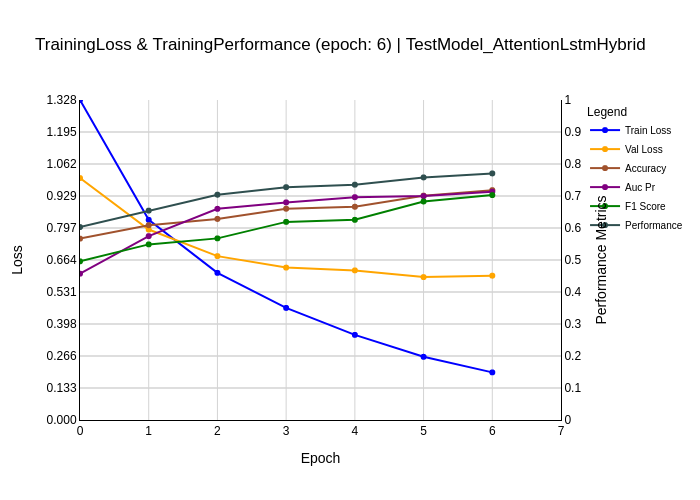 TrainingLoss & TrainingPerformance (epoch: 6) | TestModel_AttentionLstmHybrid
1.328
1.195
1.062
0.929
0.797
0.664
0.531
0.398
0.266
0.133
0.000
Loss
0 1 2 3 4 5 6 7
Epoch
1
0.9
0.8
0.7
0.6
0.5
0.4
0.3
0.2
0.1
0
Performance Metrics
Legend
Train Loss
Val Loss
Accuracy
Auc Pr
F1 Score
Performance